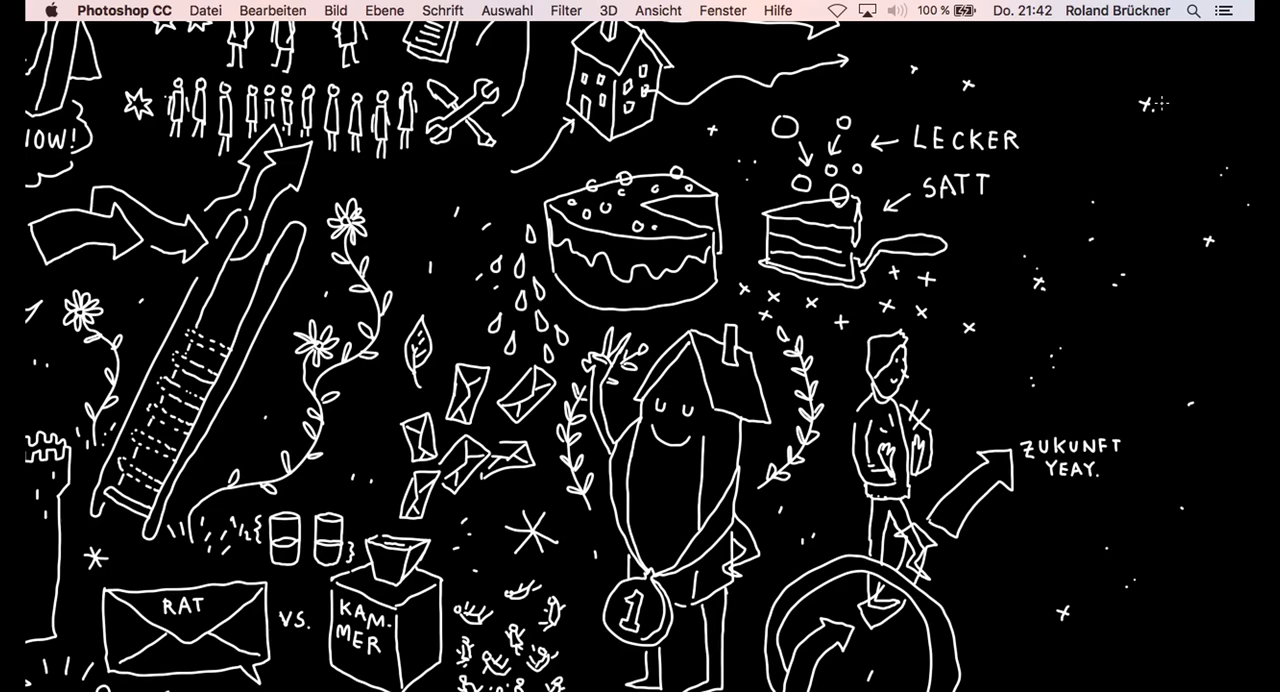 Photoshop CC Datei Bearbeiten Bild Ebene Schrift Auswahl Filter 3D Ansicht Fenster Hilfe 100 % Do. 21:42 Roland Brückner
IOW!
LECKER
SATT
ZUKUNFT
YEAY.
RAT
VS.
KAM-
MER
1